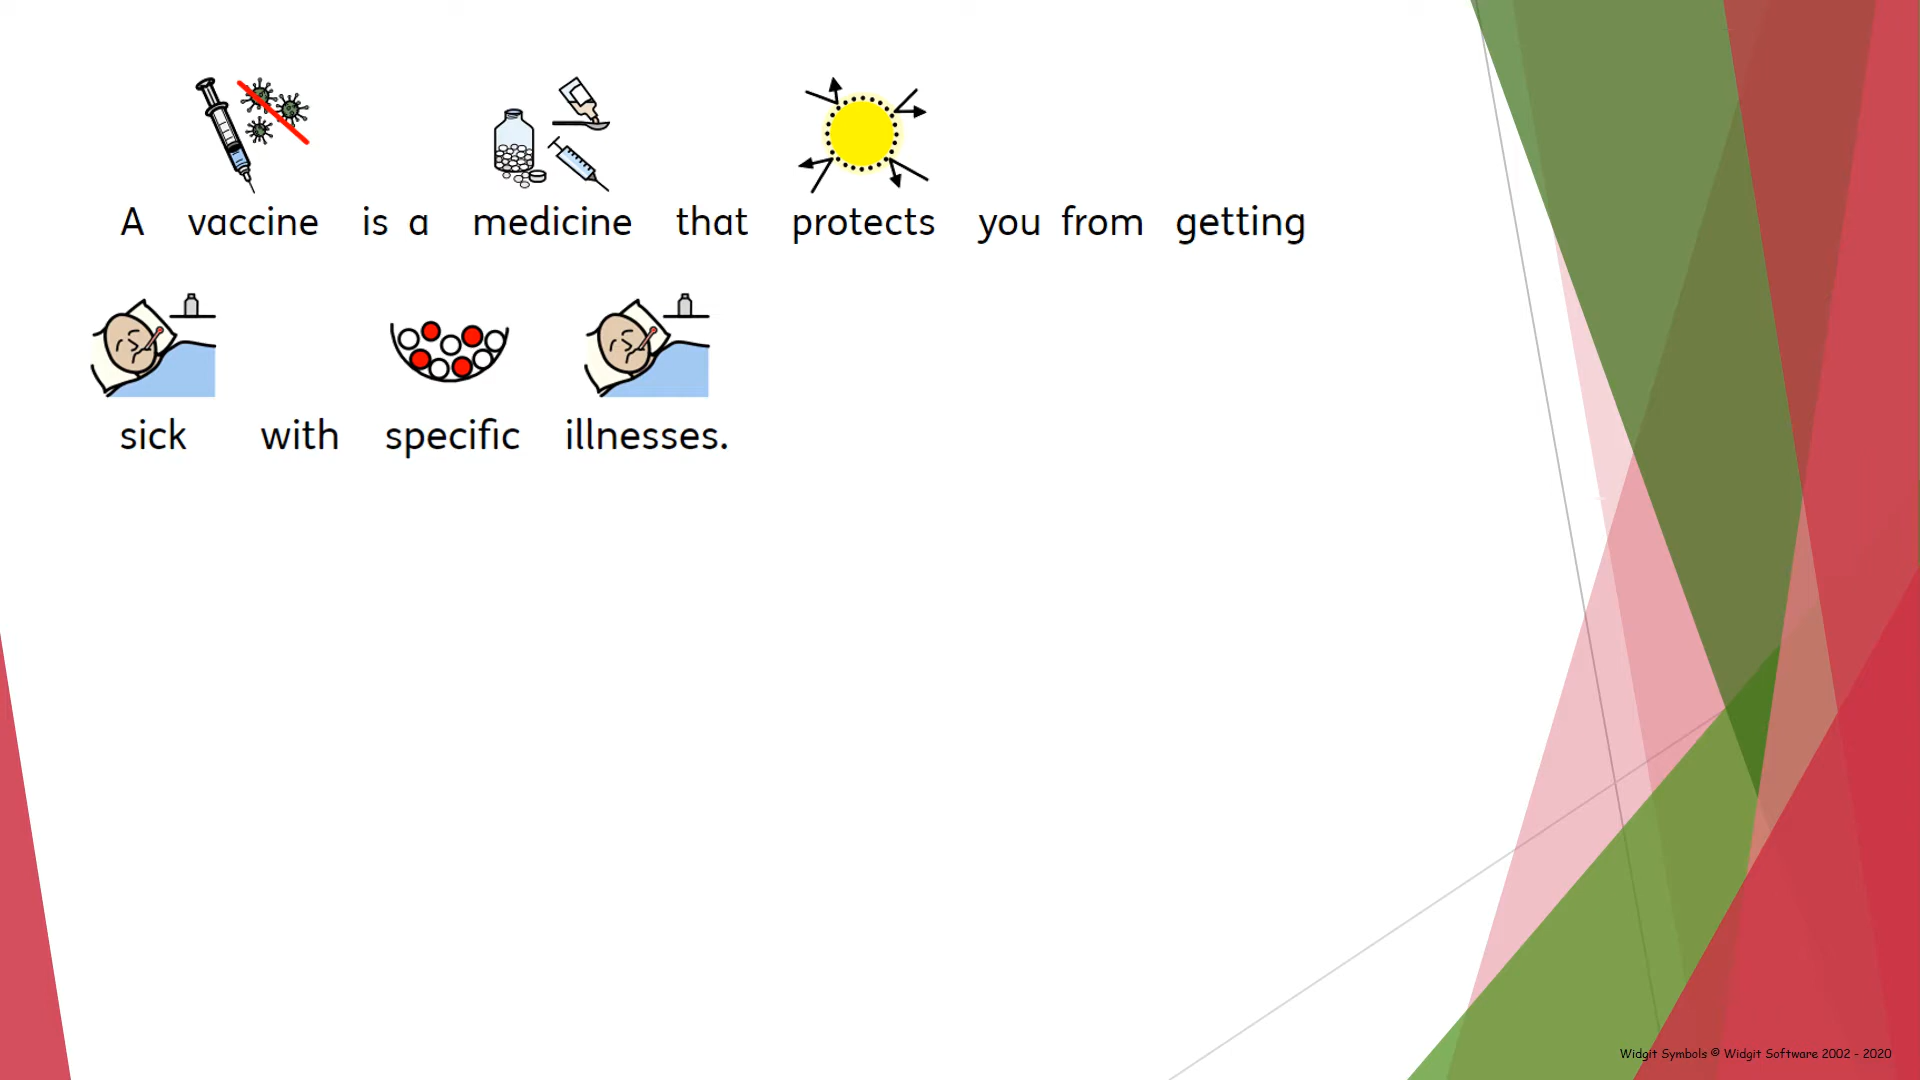 A vaccine is a medicine that protects you from getting
sick with specific illnesses.
Widgit Symbols © Widgit Software 2002 - 2020